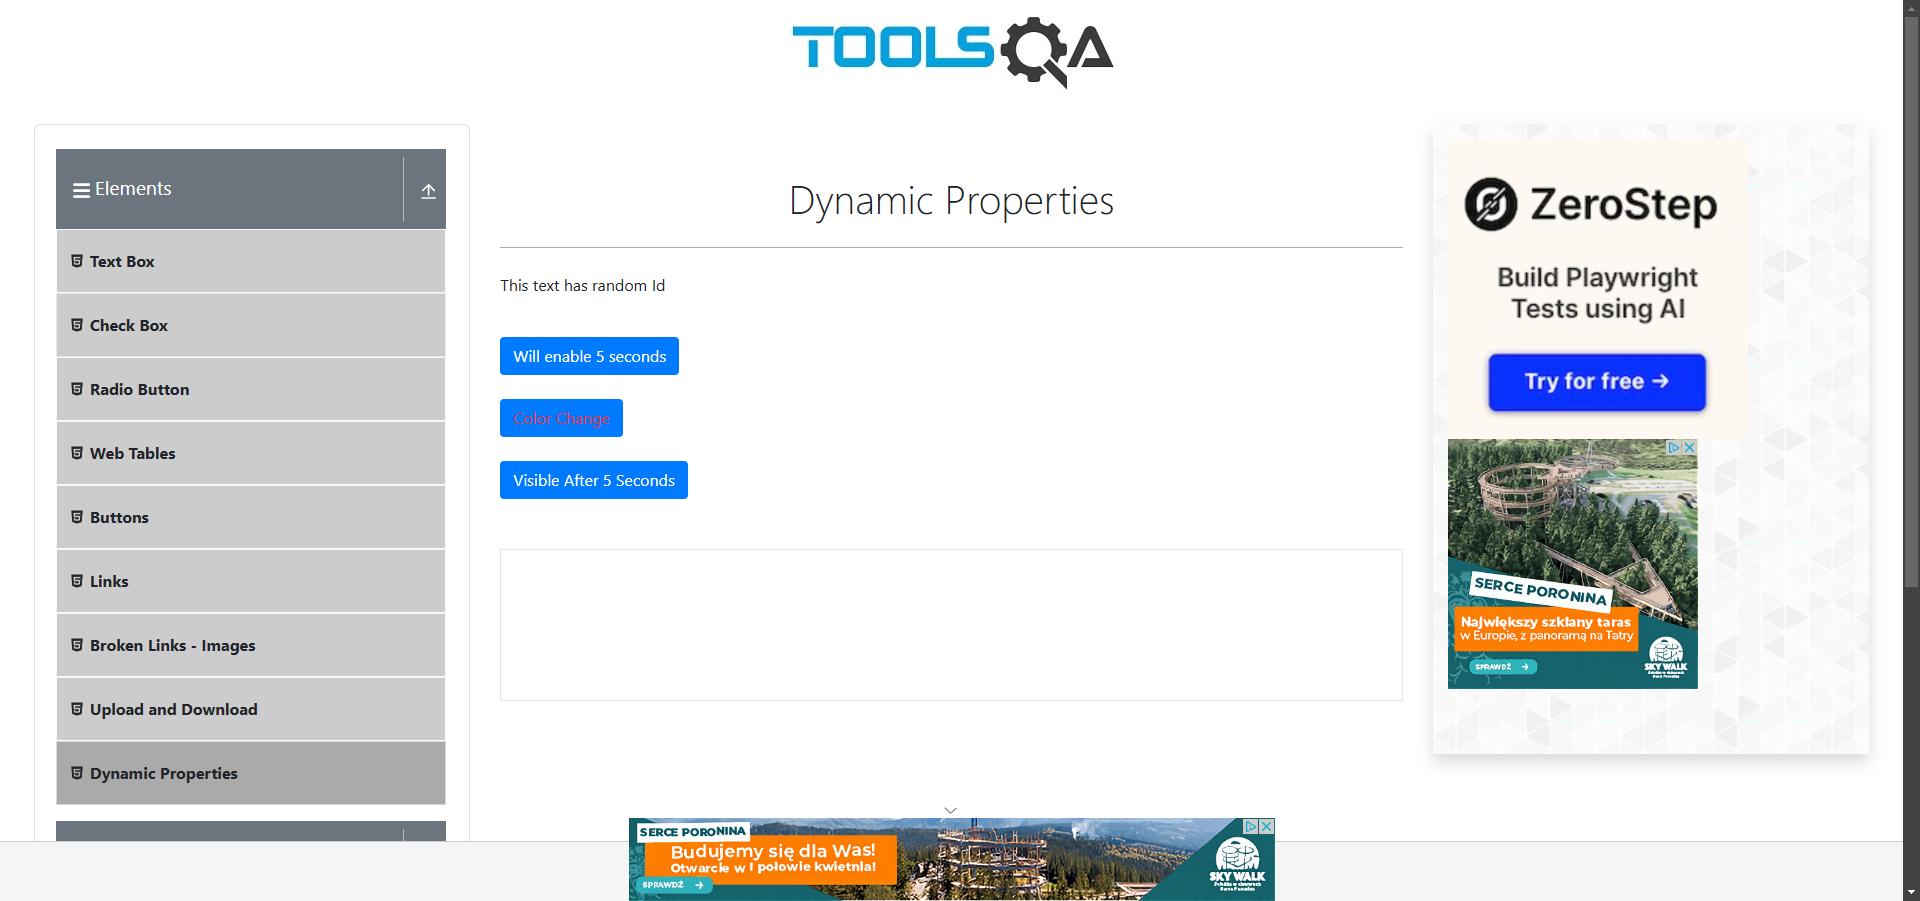 TOOLSQA
Elements
Text Box
Check Box
Radio Button
Web Tables
Buttons
Links
Broken Links - Images
Upload and Download
Dynamic Properties
Dynamic Properties
This text has random Id
Will enable 5 seconds
Color Change
Visible After 5 Seconds
ZeroStep
Build Playwright
Tests using AI
Try for free →
SERCE PORONINA
Największy szklany taras
w Europie, z panoramą na Tatry
SPRAWDŹ →
SKY WALK
SERCE PORONINA
Budujemy się dla Was!
Otwarcie w I połowie kwietnia!
SPRAWDŹ →
SKY WALK